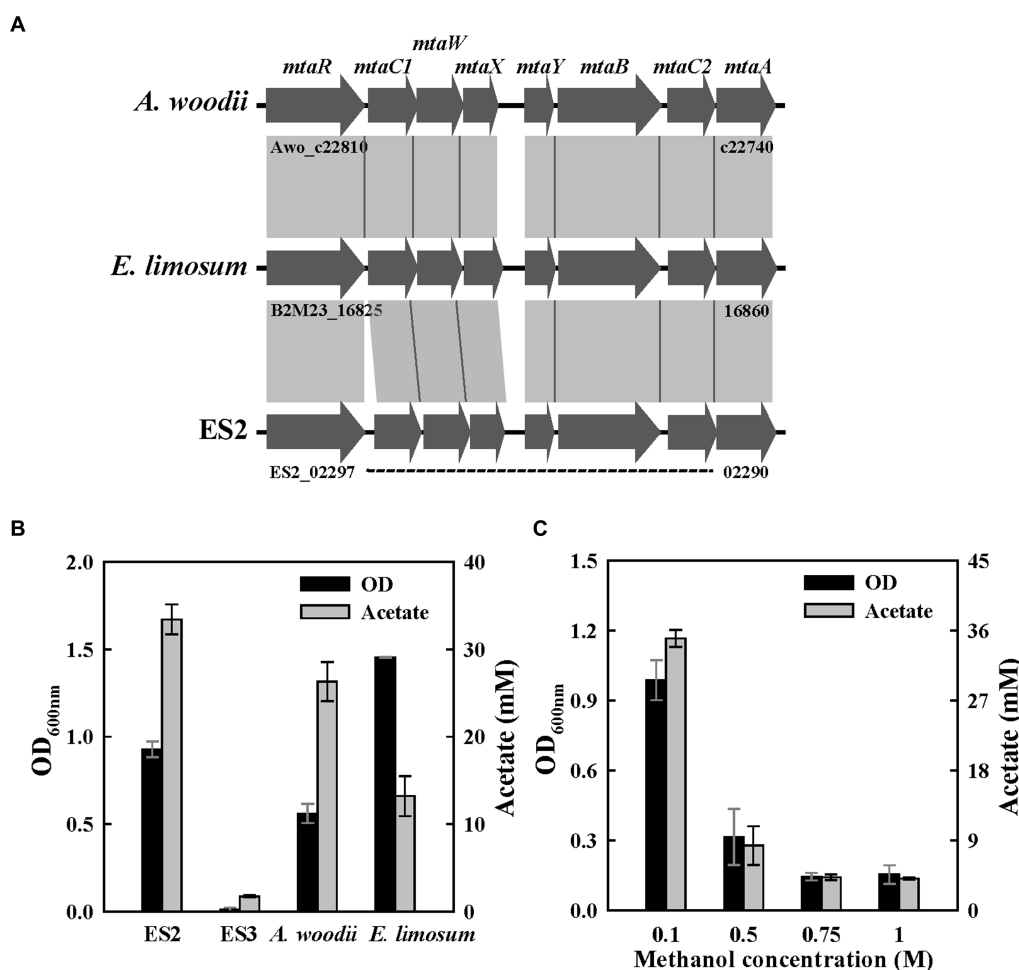 A
mtaW
mtaR mtaC1 mtaX mtaY mtaB mtaC2 mtaA
A. woodii
Awo_c22810 c22740
E. limosum
B2M23_16825 16860
ES2
ES2_02297 02290
B
2.0
1.5
1.0
0.5
0.0
OD600nm
40
30
20
10
0
Acetate (mM)
OD
Acetate
ES2 ES3 A. woodii E. limosum
C
1.5
1.2
0.9
0.6
0.3
0.0
OD600nm
45
36
27
18
9
0
Acetate (mM)
OD
Acetate
0.1 0.5 0.75 1
Methanol concentration (M)